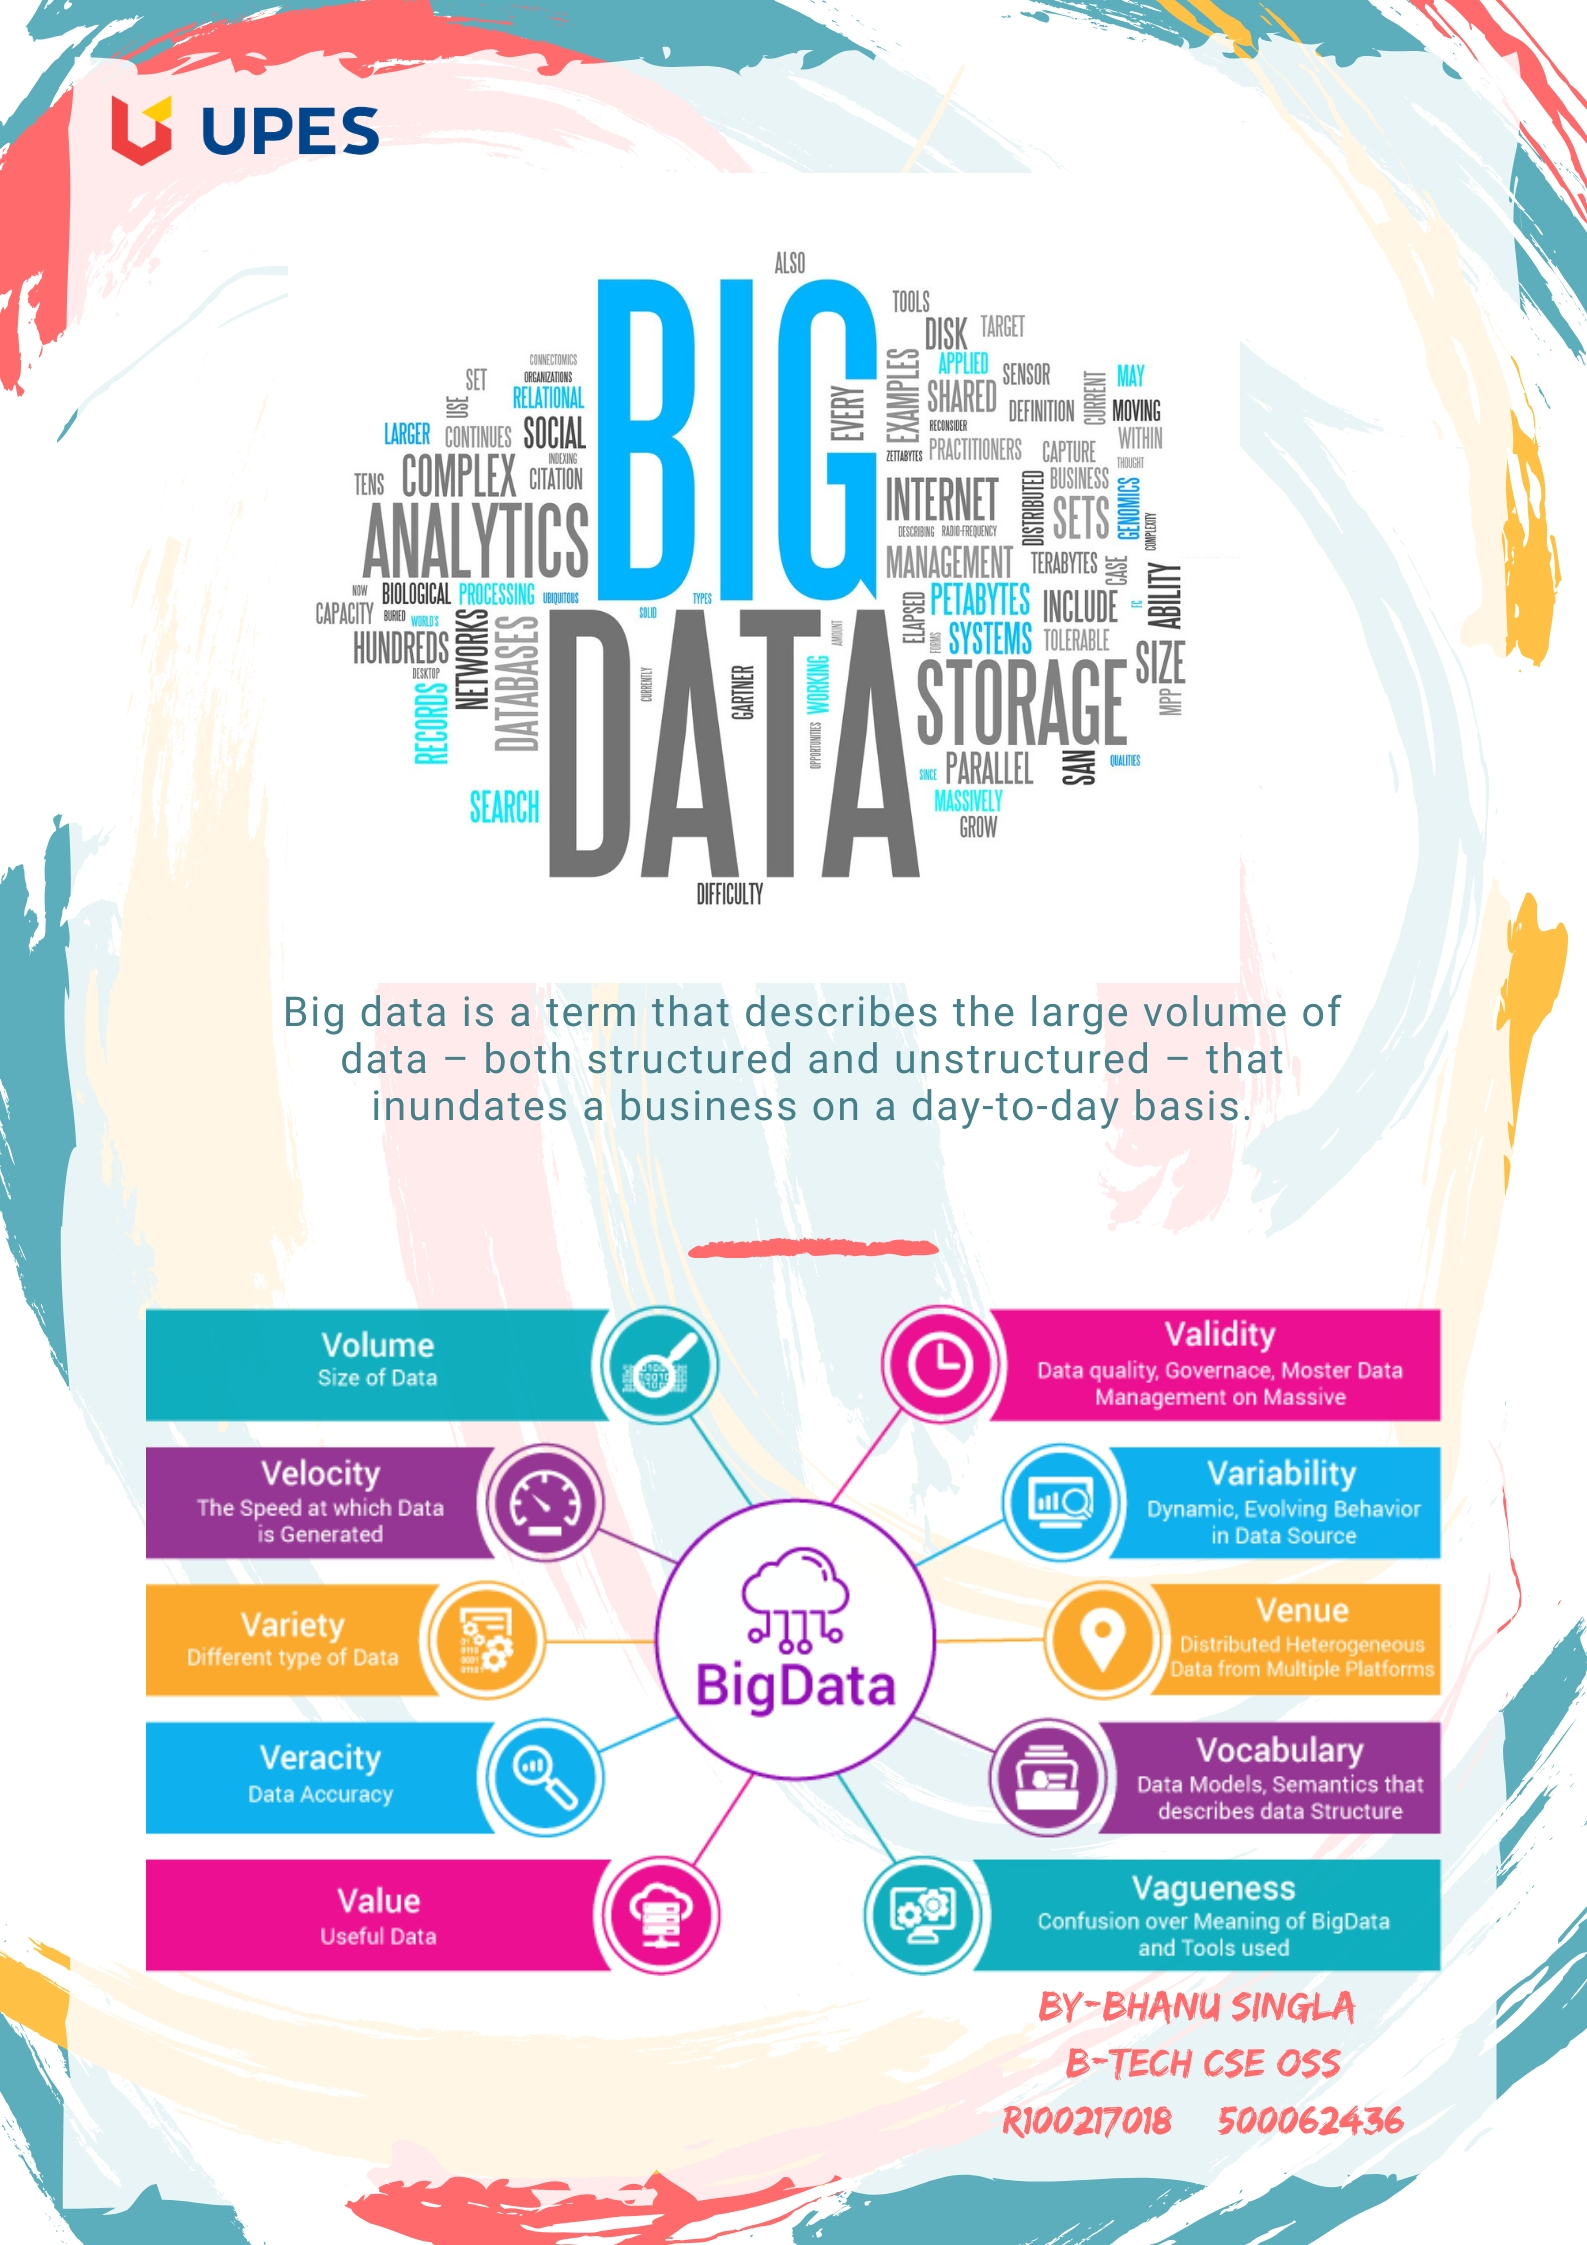 UPES
ALSO
BIG
DATA
TOOLS
DISK
TARGET
APPLIED
SHARED
SENSOR
CURRENT
MAY
EXAMPLES
EVERY
DEFINITION
MOVING
RECONSIDER
WITHIN
ZETTABYTES
PRACTITIONERS
CAPTURE
THOUGHT
BUSINESS
INTERNET
DISTRIBUTED
SETS
GENOMICS
COMPLEXITY
DESCRIBING
RADIO-FREQUENCY
MANAGEMENT
TERABYTES
CASE
ABILITY
ELAPSED
PETABYTES
INCLUDE
FC
FORMS
SYSTEMS
TOLERABLE
SIZE
STORAGE
MPP
SINCE
PARALLEL
SAN
QUALITIES
MASSIVELY
GROW
CONNECTOMICS
SET
ORGANIZATIONS
USE
RELATIONAL
LARGER
CONTINUES
SOCIAL
INDEXING
TENS
COMPLEX
CITATION
ANALYTICS
NOW
BIOLOGICAL
PROCESSING
UBIQUITOUS
CAPACITY
BURIED
WORLD'S
SOLID
TYPES
HUNDREDS
NETWORKS
DATABASES
DESKTOP
RECORDS
CURRENTLY
GARTNER
WORKING
AMOUNT
OPPORTUNITIES
SEARCH
DIFFICULTY
Big data is a term that describes the large volume of
data – both structured and unstructured – that
inundates a business on a day-to-day basis.
Volume
Size of Data
Velocity
The Speed at which Data
is Generated
Variety
Different type of Data
Veracity
Data Accuracy
Value
Useful Data
BigData
Validity
Data quality, Governace, Moster Data
Management on Massive
Variability
Dynamic, Evolving Behavior
in Data Source
Venue
Distributed Heterogeneous
Data from Multiple Platforms
Vocabulary
Data Models, Semantics that
describes data Structure
Vagueness
Confusion over Meaning of BigData
and Tools used
BY-BHANU SINGLA
B-TECH CSE OSS
R100217018 500062436